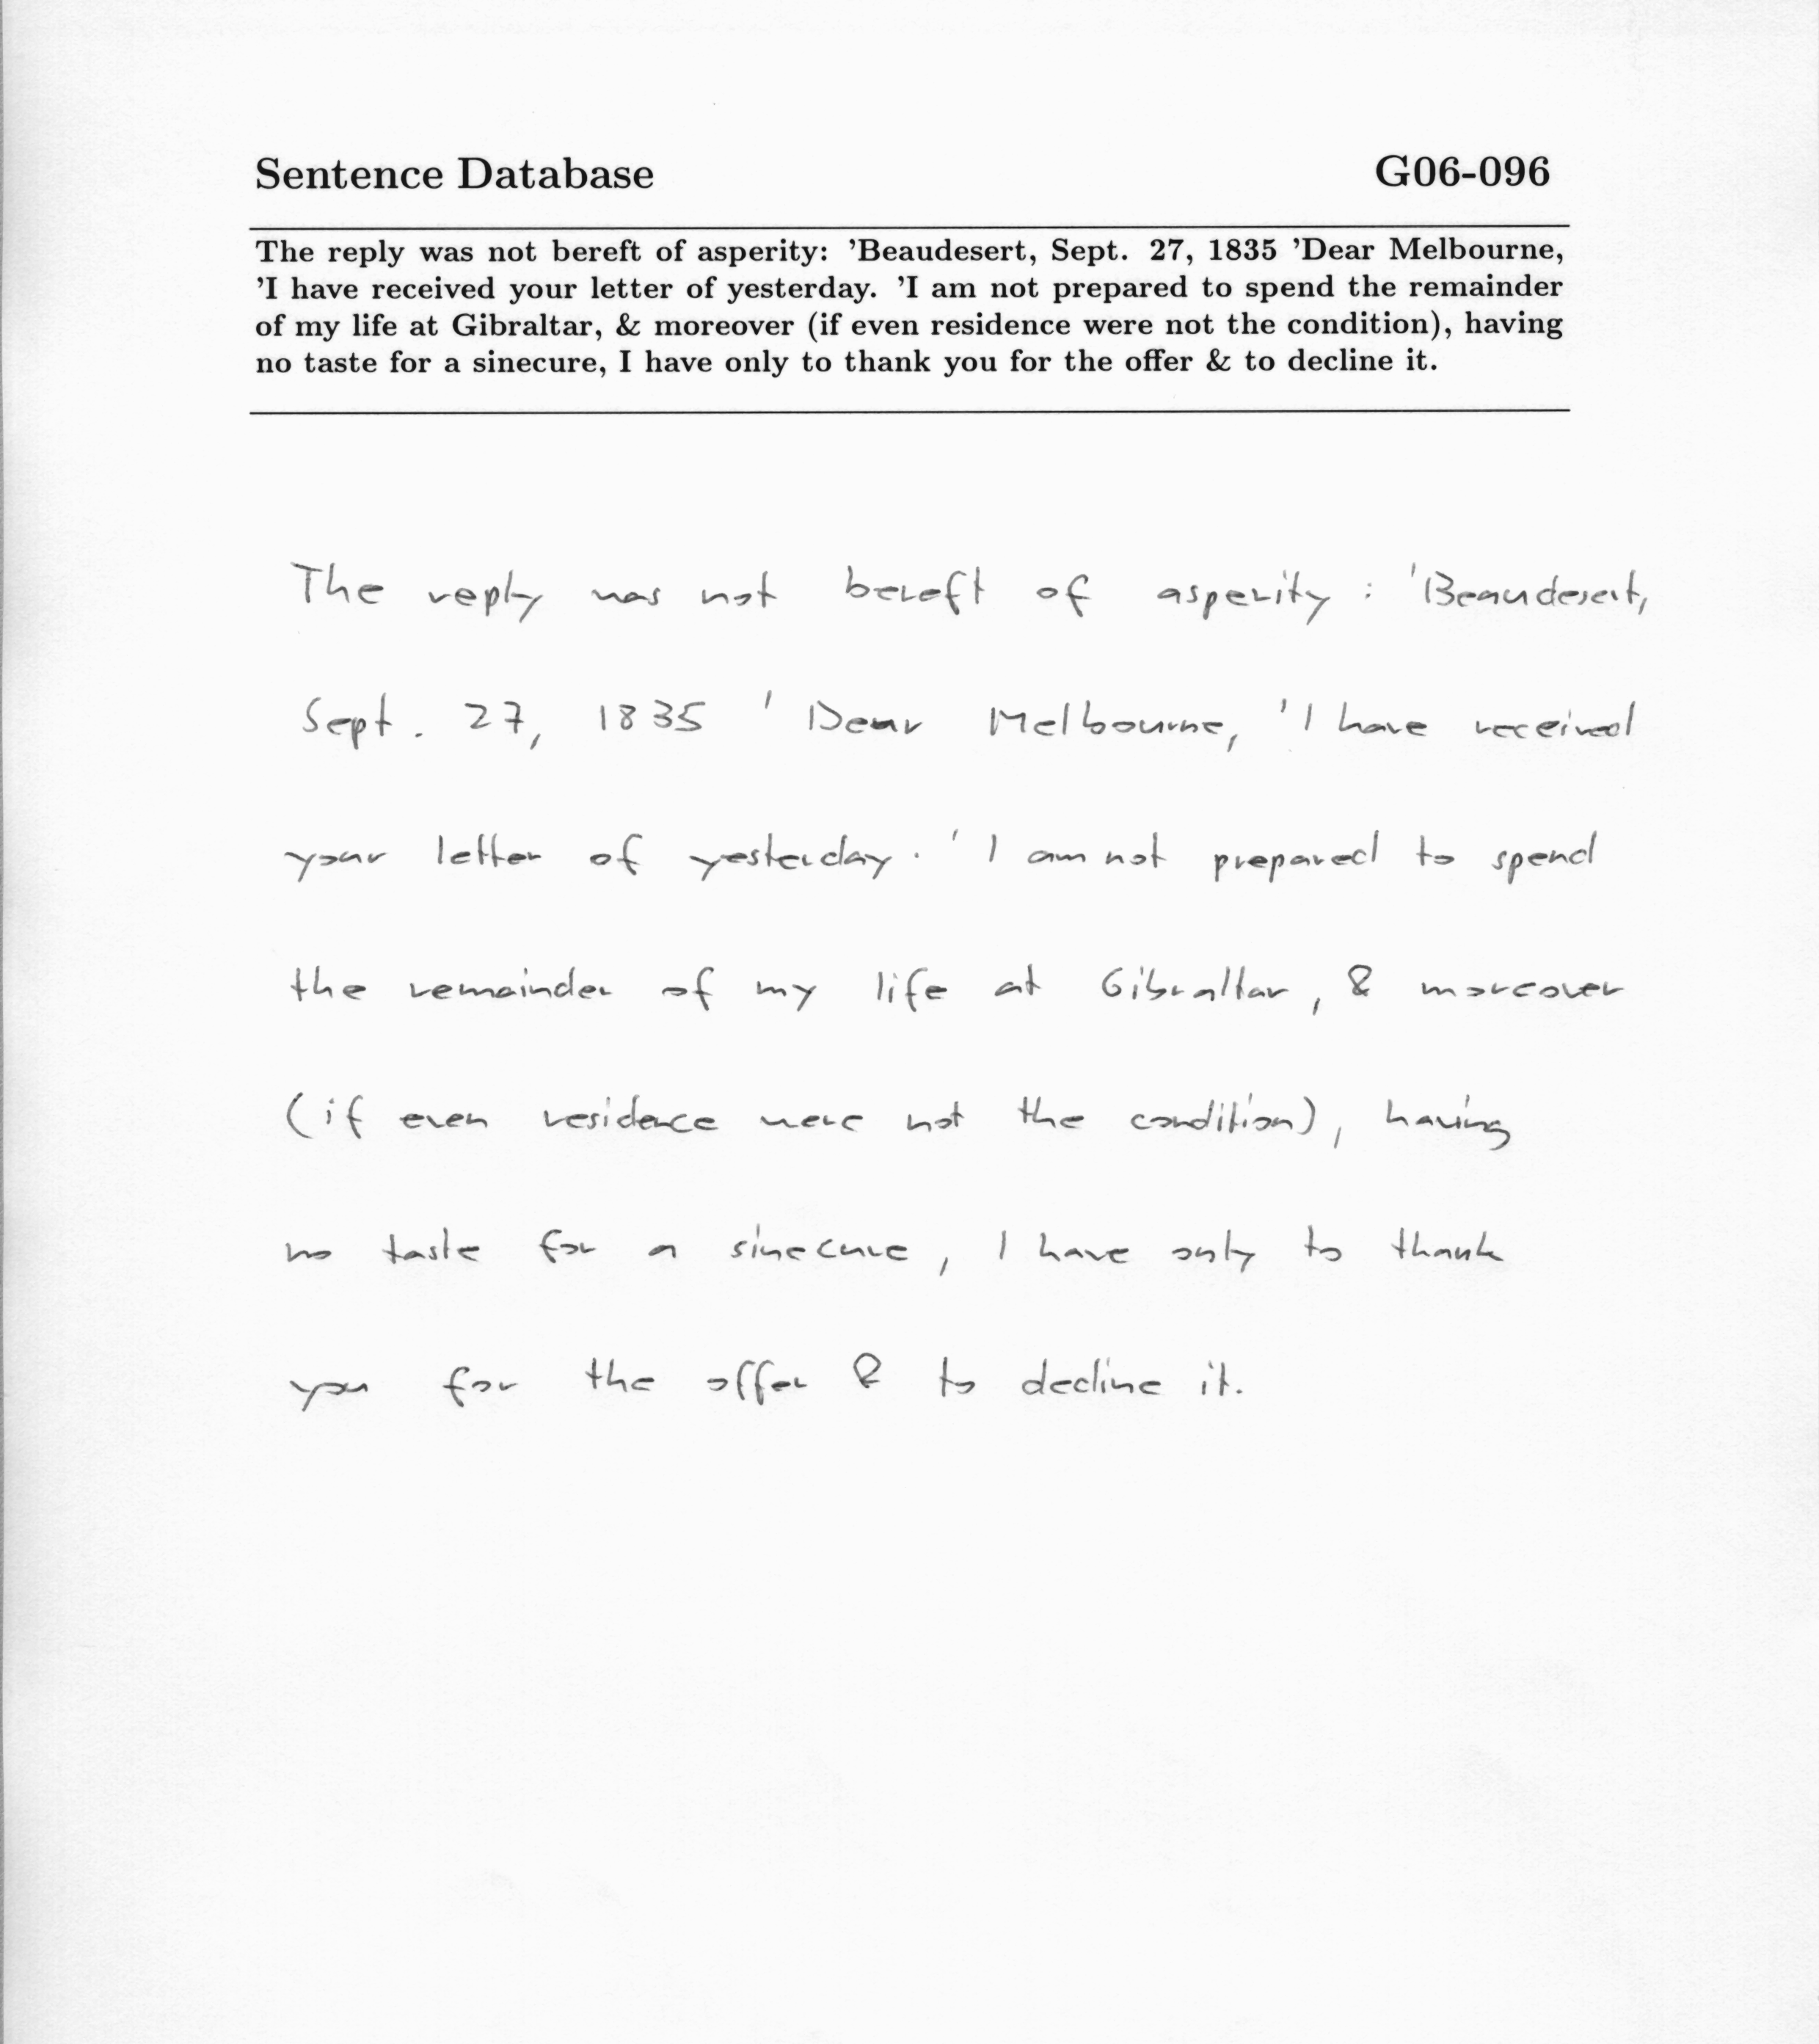 Sentence Database G06-096
The reply was not bereft of asperity: 'Beaudesert, Sept. 27, 1835 'Dear Melbourne,
'I have received your letter of yesterday. 'I am not prepared to spend the remainder
of my life at Gibraltar, & moreover (if even residence were not the condition), having
no taste for a sinecure, I have only to thank you for the offer & to decline it.
The reply was not bereft of asperity : 'Beaudesert,
Sept. 27, 1835 ' Dear Melbourne, 'I have received
your letter of yesterday. ' I am not prepared to spend
the remainder of my life at Gibraltar, & moreover
(if even residence were not the condition), having
no taste for a sinecure, I have only to thank
you for the offer & to decline it.